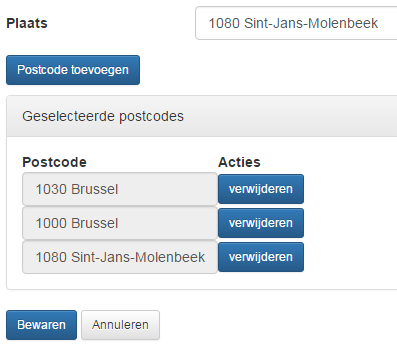 Plaats 1080 Sint-Jans-Molenbeek
Postcode toevoegen
Geselecteerde postcodes
Postcode Acties
1030 Brussel verwijderen
1000 Brussel verwijderen
1080 Sint-Jans-Molenbeek verwijderen
Bewaren Annuleren